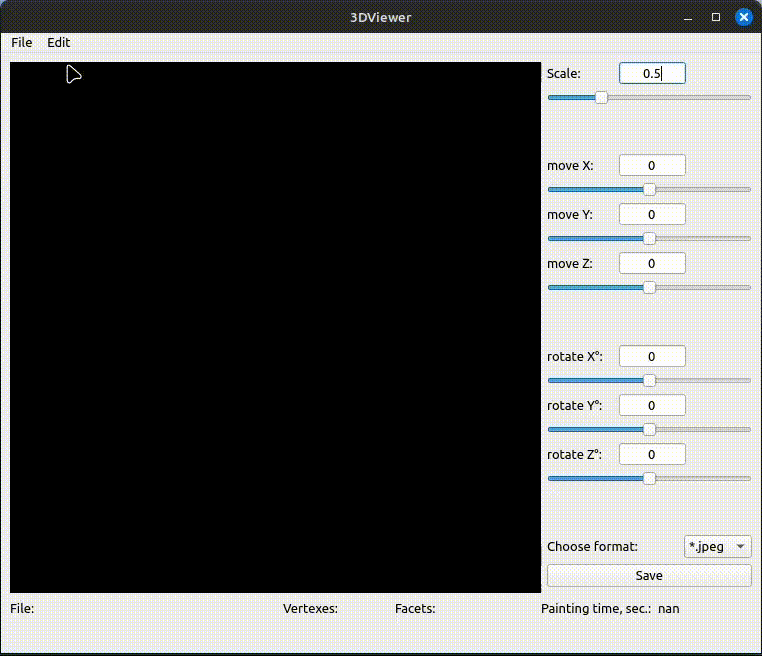 3DViewer
File Edit
Scale: 0.5
move X: 0
move Y: 0
move Z: 0
rotate X°: 0
rotate Y°: 0
rotate Z°: 0
Choose format: *.jpeg
Save
File: Vertexes: Facets: Painting time, sec.: nan